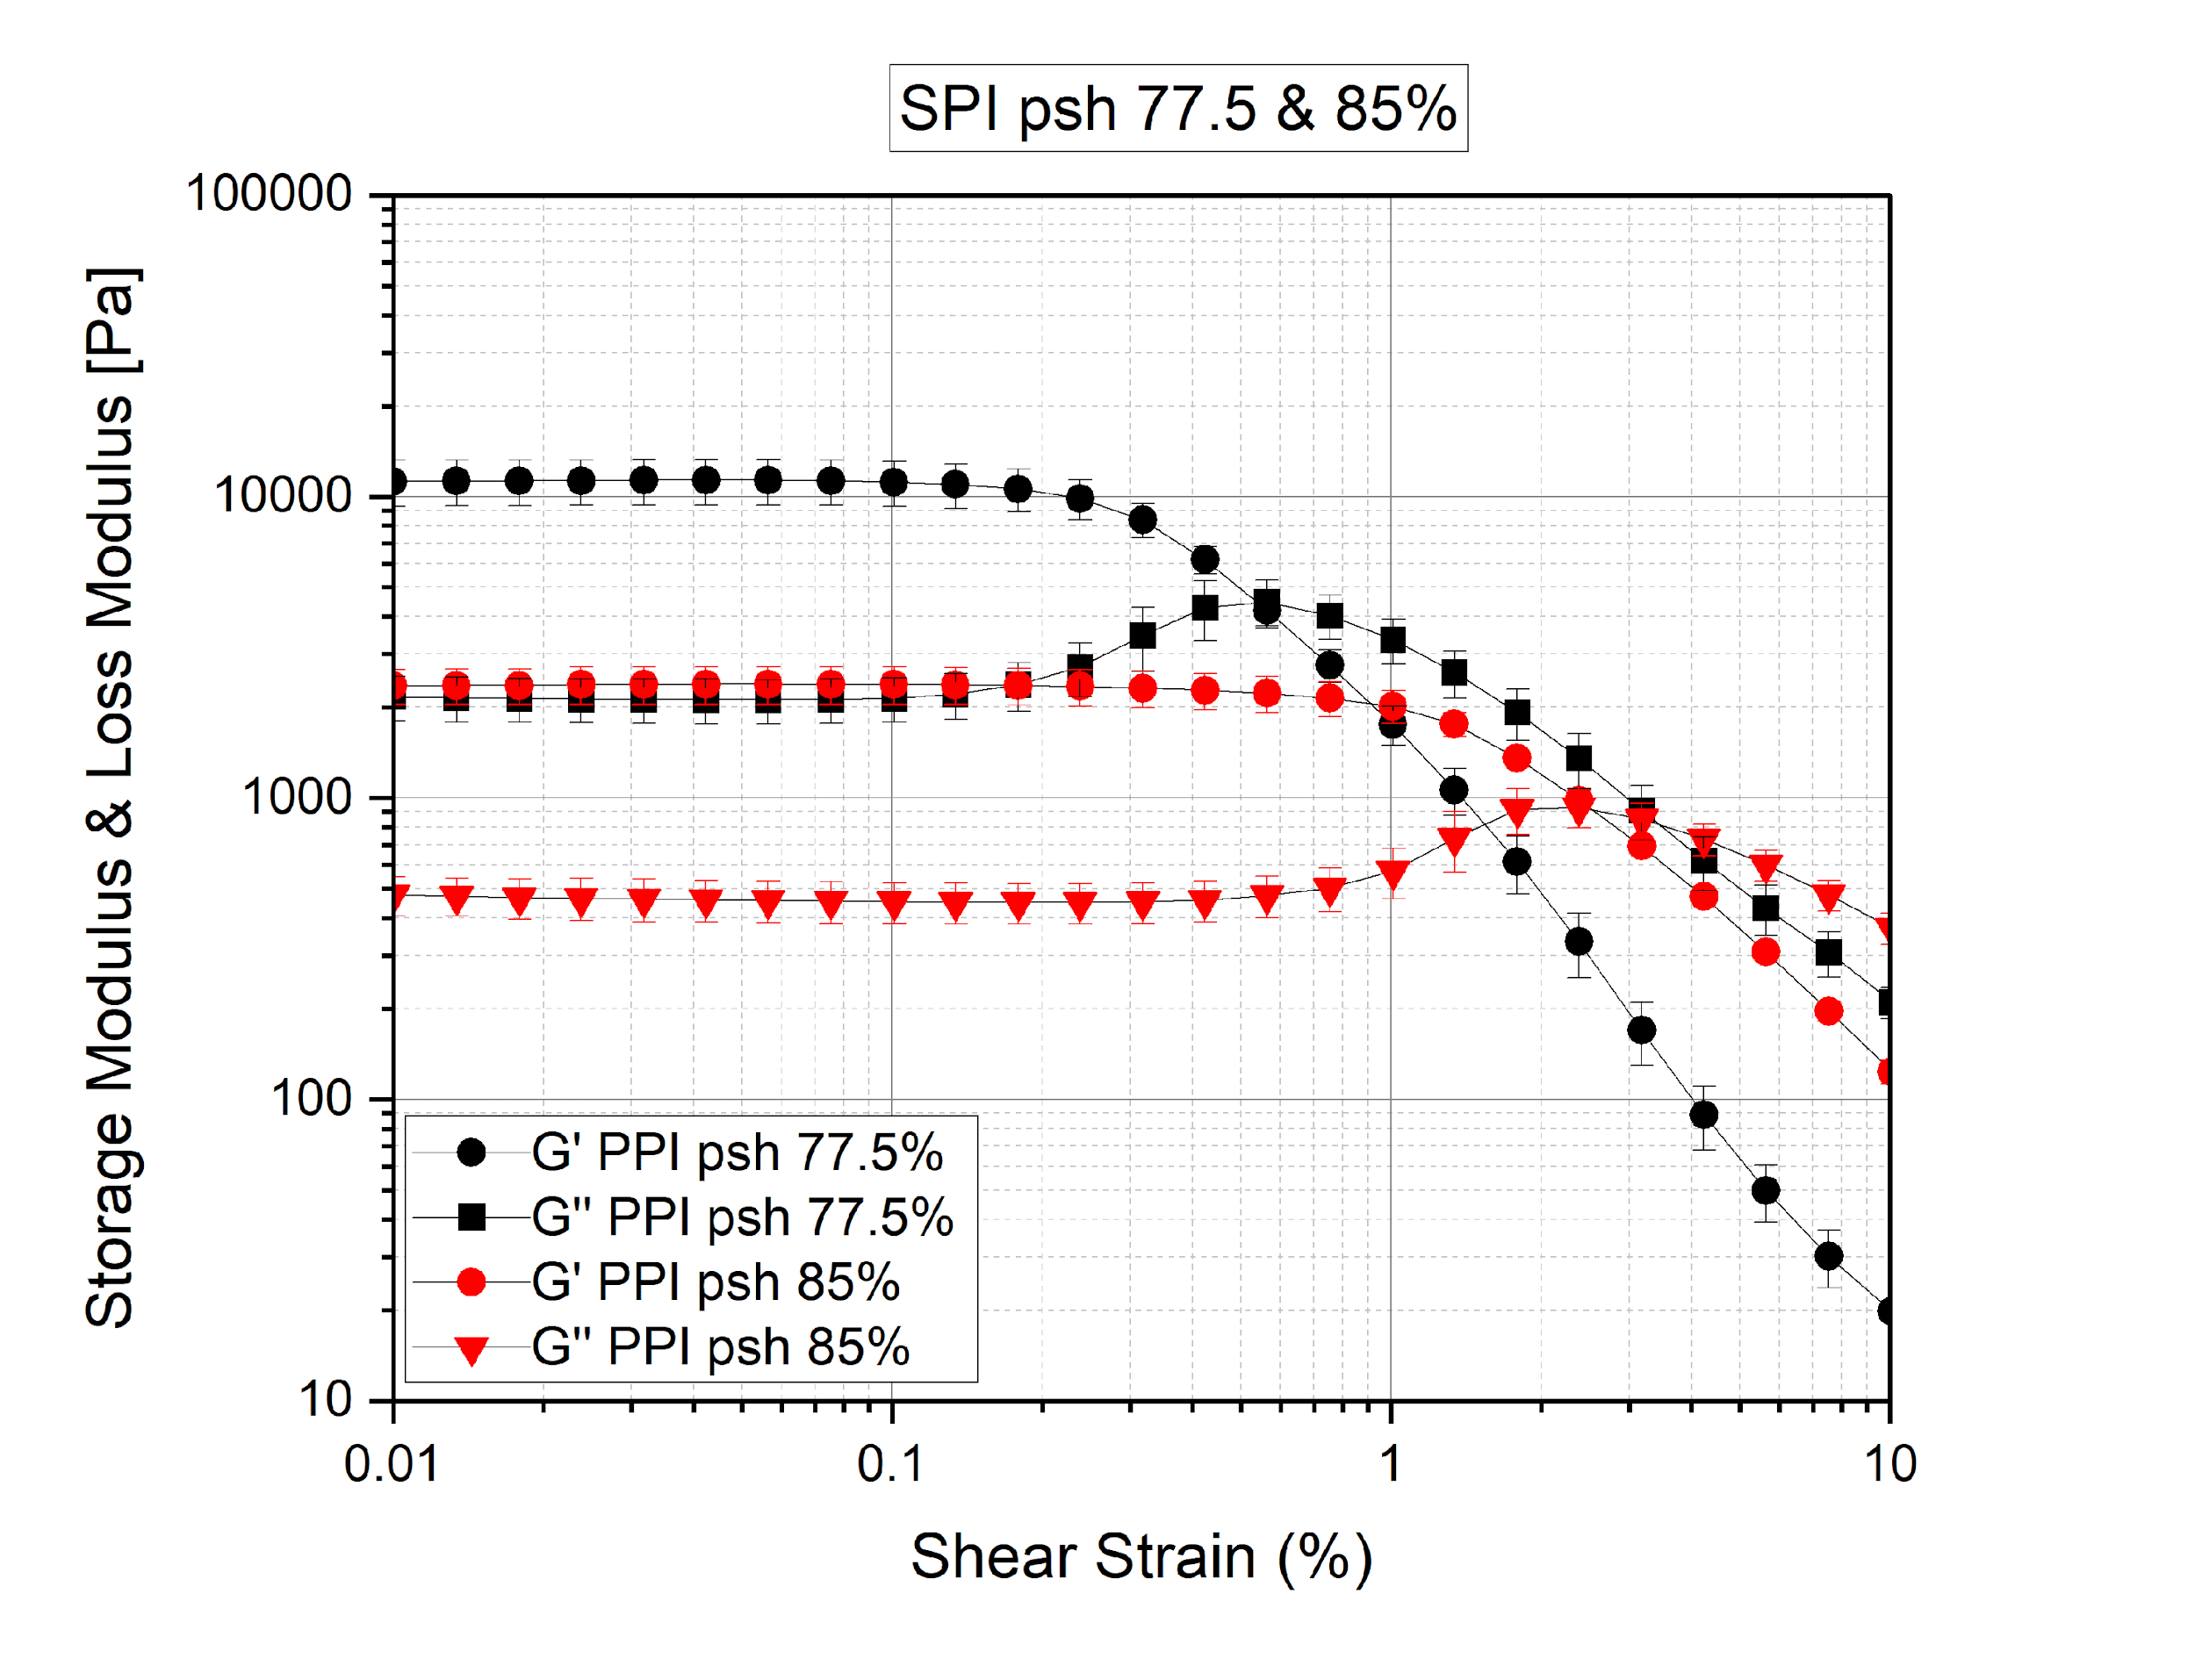 SPI psh 77.5 & 85%
Storage Modulus & Loss Modulus [Pa]
100000
10000
1000
100
10
G' PPI psh 77.5%
G" PPI psh 77.5%
G' PPI psh 85%
G" PPI psh 85%
0.01
0.1
1
10
Shear Strain (%)